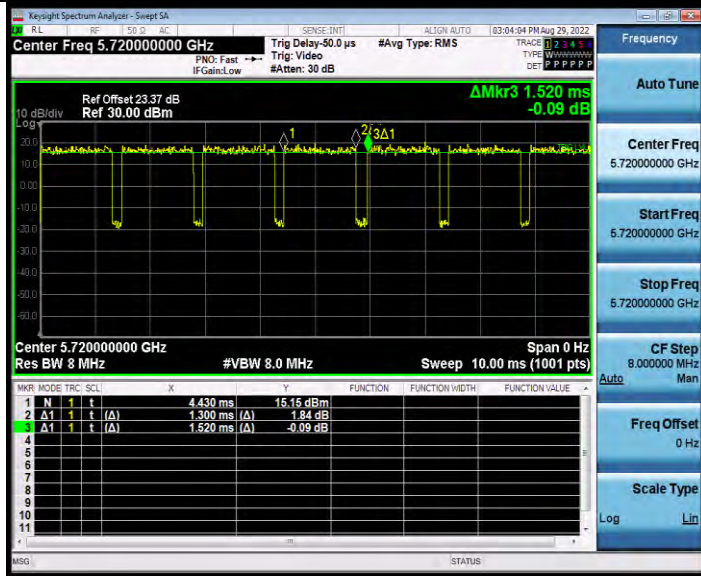 Keysight Spectrum Analyzer - Swept SA
RL RF 50 Ω AC SENSE:INT ALIGN AUTO 03:04:04 PM Aug 29, 2022
Center Freq 5.720000000 GHz Trig Delay-50.0 µs #Avg Type: RMS TRACE 1 2 3 4 5 6
PNO: Fast Trig: Video TYPE W
IFGain:Low #Atten: 30 dB DET P P P P P P
ΔMkr3 1.520 ms
Ref Offset 23.37 dB
10 dB/div Ref 30.00 dBm -0.09 dB
Log
20.0
10.0
0.00
-10.0
-20.0
-30.0
-40.0
-50.0
-60.0
1 2 3Δ1
Center 5.720000000 GHz Span 0 Hz
Res BW 8 MHz #VBW 8.0 MHz Sweep 10.00 ms (1001 pts)
MKR MODE TRC SCL X Y FUNCTION FUNCTION WIDTH FUNCTION VALUE
1 N 1 t 4.430 ms 15.15 dBm
2 Δ1 1 t (Δ) 1.300 ms (Δ) 1.84 dB
3 Δ1 1 t (Δ) 1.520 ms (Δ) -0.09 dB
4
5
6
7
8
9
10
11
MSG STATUS
Frequency
Auto Tune
Center Freq
5.720000000 GHz
Start Freq
5.720000000 GHz
Stop Freq
5.720000000 GHz
CF Step
8.000000 MHz
Auto Man
Freq Offset
0 Hz
Scale Type
Log Lin